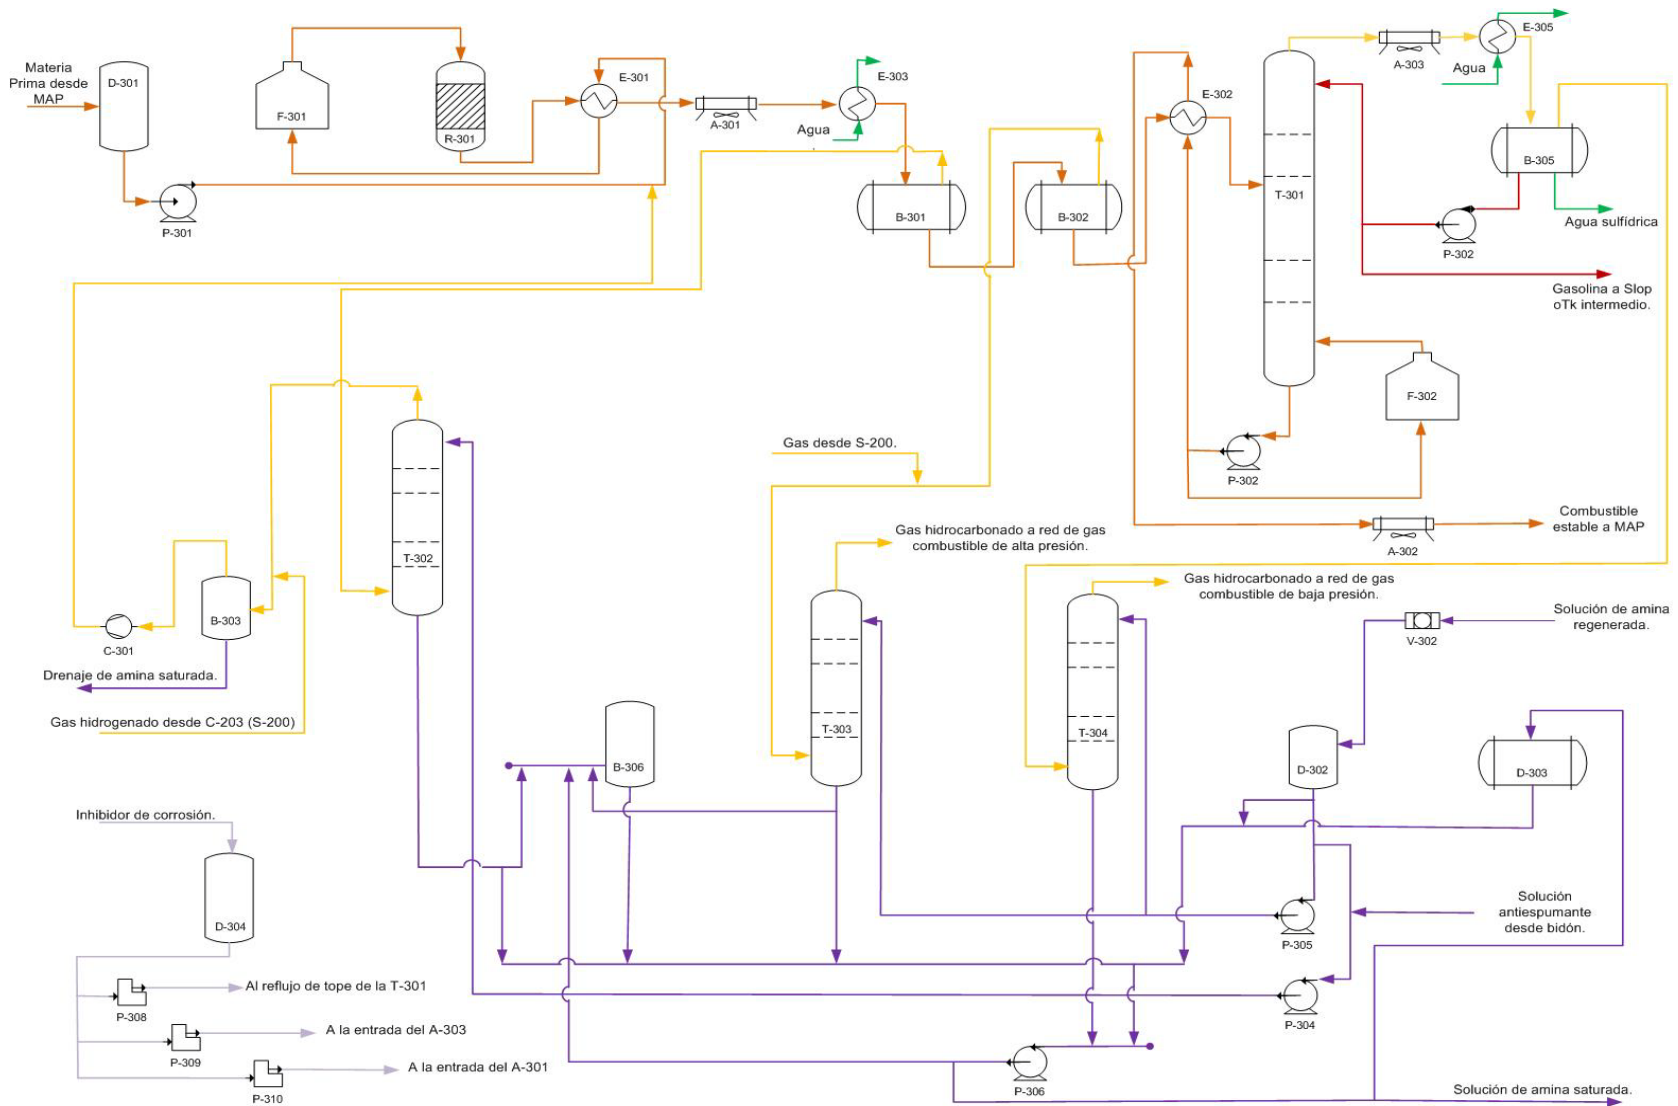 Materia
Prima desde
MAP
D-301
F-301
R-301
E-301
A-301
E-303
Agua
P-301
B-301
B-302
E-302
T-301
A-303
E-305
Agua
B-305
Agua sulfídrica
P-302
Gasolina a Slop
oTk intermedio.
F-302
P-302
Combustible
estable a MAP
A-302
Gas desde S-200.
Gas hidrocarbonado a red de gas
combustible de alta presión.
Gas hidrocarbonado a red de gas
combustible de baja presión.
T-302
B-303
C-301
Drenaje de amina saturada.
Gas hidrogenado desde C-203 (S-200)
Solución de amina
regenerada.
V-302
B-306
T-303
T-304
D-302
D-303
Inhibidor de corrosión.
D-304
Solución
antiespumante
desde bidón.
P-305
P-304
P-308
Al reflujo de tope de la T-301
P-309
A la entrada del A-303
P-310
A la entrada del A-301
P-306
Solución de amina saturada.